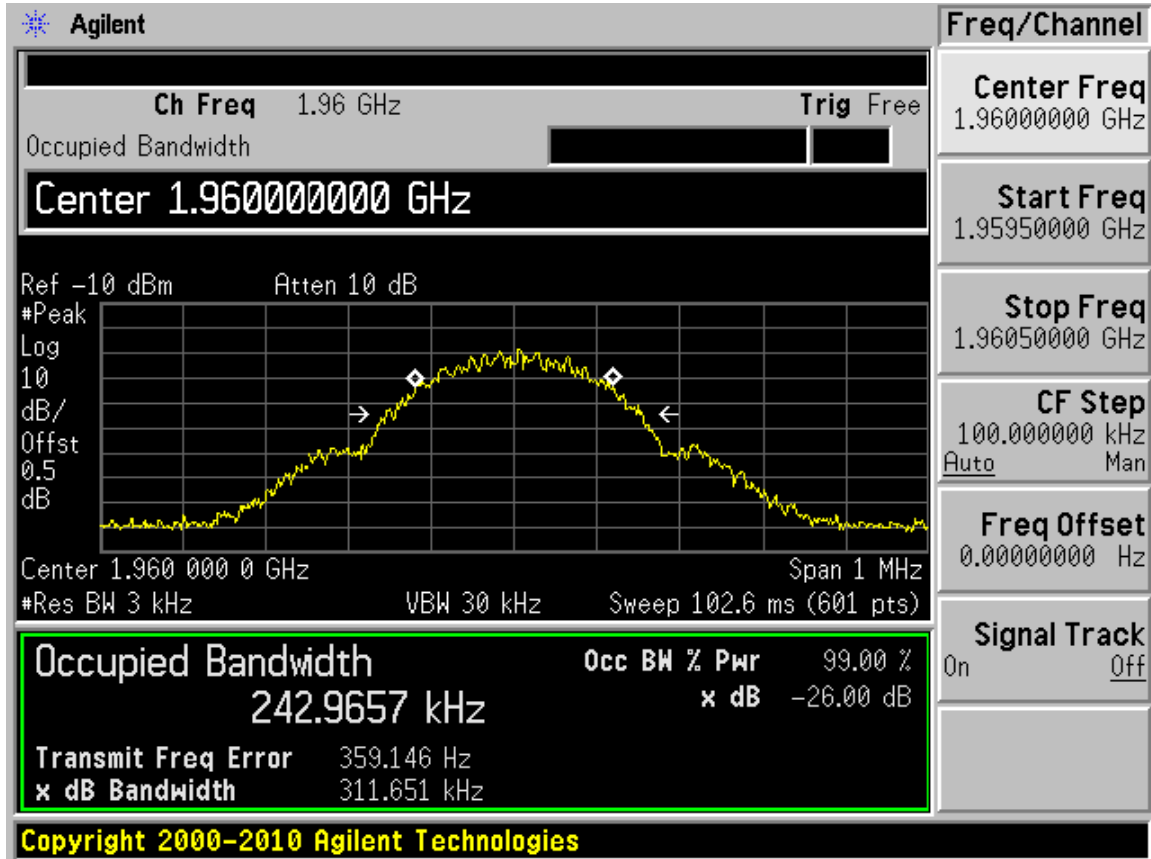 Agilent
Freq/Channel
Ch Freq 1.96 GHz Trig Free
Occupied Bandwidth
Center 1.960000000 GHz
Ref -10 dBm Atten 10 dB
#Peak
Log
10
dB/
Offst
0.5
dB
Center 1.960 000 0 GHz Span 1 MHz
#Res BW 3 kHz VBW 30 kHz Sweep 102.6 ms (601 pts)
Occupied Bandwidth Occ BW % Pwr 99.00 %
242.9657 kHz x dB -26.00 dB
Transmit Freq Error 359.146 Hz
x dB Bandwidth 311.651 kHz
Copyright 2000-2010 Agilent Technologies
Center Freq
1.96000000 GHz
Start Freq
1.95950000 GHz
Stop Freq
1.96050000 GHz
CF Step
100.000000 kHz
Auto Man
Freq Offset
0.00000000 Hz
Signal Track
On Off